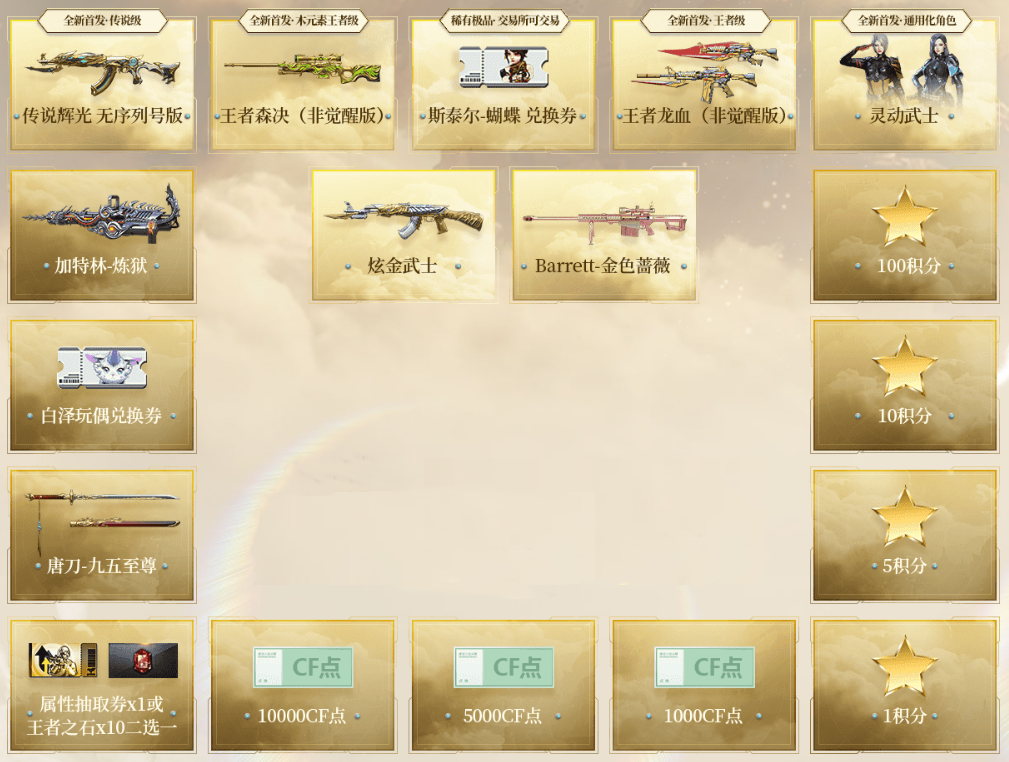 全新首发·传说级
全新首发·木元素王者级
稀有极品·交易所可交易
全新首发·王者级
全新首发·通用化角色
传说辉光 无序列号版
王者森决（非觉醒版）
斯泰尔-蝴蝶 兑换券
王者龙血（非觉醒版）
灵动武士
加特林-炼狱
炫金武士
Barrett-金色蔷薇
100积分
白泽玩偶兑换券
10积分
唐刀-九五至尊
5积分
CF点
CF点
CF点
属性抽取券x1或
王者之石x10二选一
10000CF点
5000CF点
1000CF点
1积分